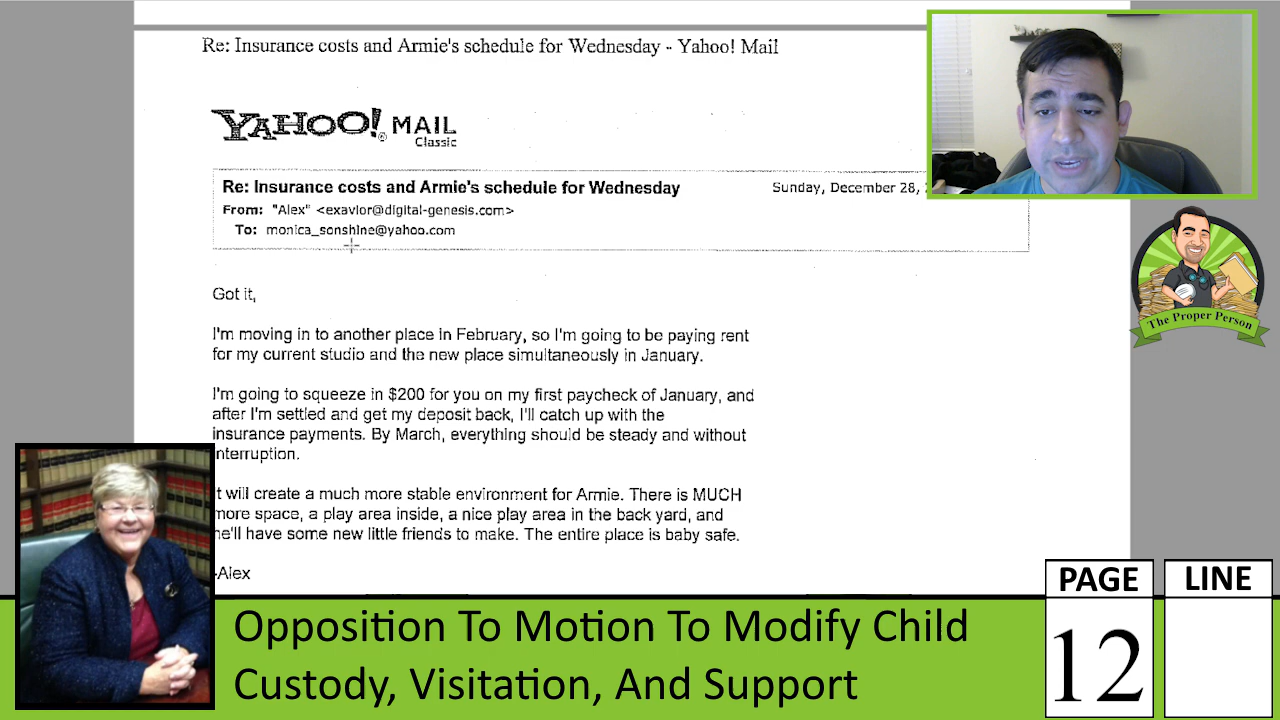 Re: Insurance costs and Armie's schedule for Wednesday - Yahoo! Mail
YAHOO! MAIL
Classic
Re: Insurance costs and Armie's schedule for Wednesday Sunday, December 28,
From: "Alex" <exavior@digital-genesis.com>
To: monica_sonshine@yahoo.com
Got it,
I'm moving in to another place in February, so I'm going to be paying rent
for my current studio and the new place simultaneously in January.
I'm going to squeeze in $200 for you on my first paycheck of January, and
after I'm settled and get my deposit back, I'll catch up with the
insurance payments. By March, everything should be steady and without
interruption.
It will create a much more stable environment for Armie. There is MUCH
more space, a play area inside, a nice play area in the back yard, and
he'll have some new little friends to make. The entire place is baby safe.
-Alex
The Proper Person
Opposition To Motion To Modify Child
Custody, Visitation, And Support
PAGE
12
LINE